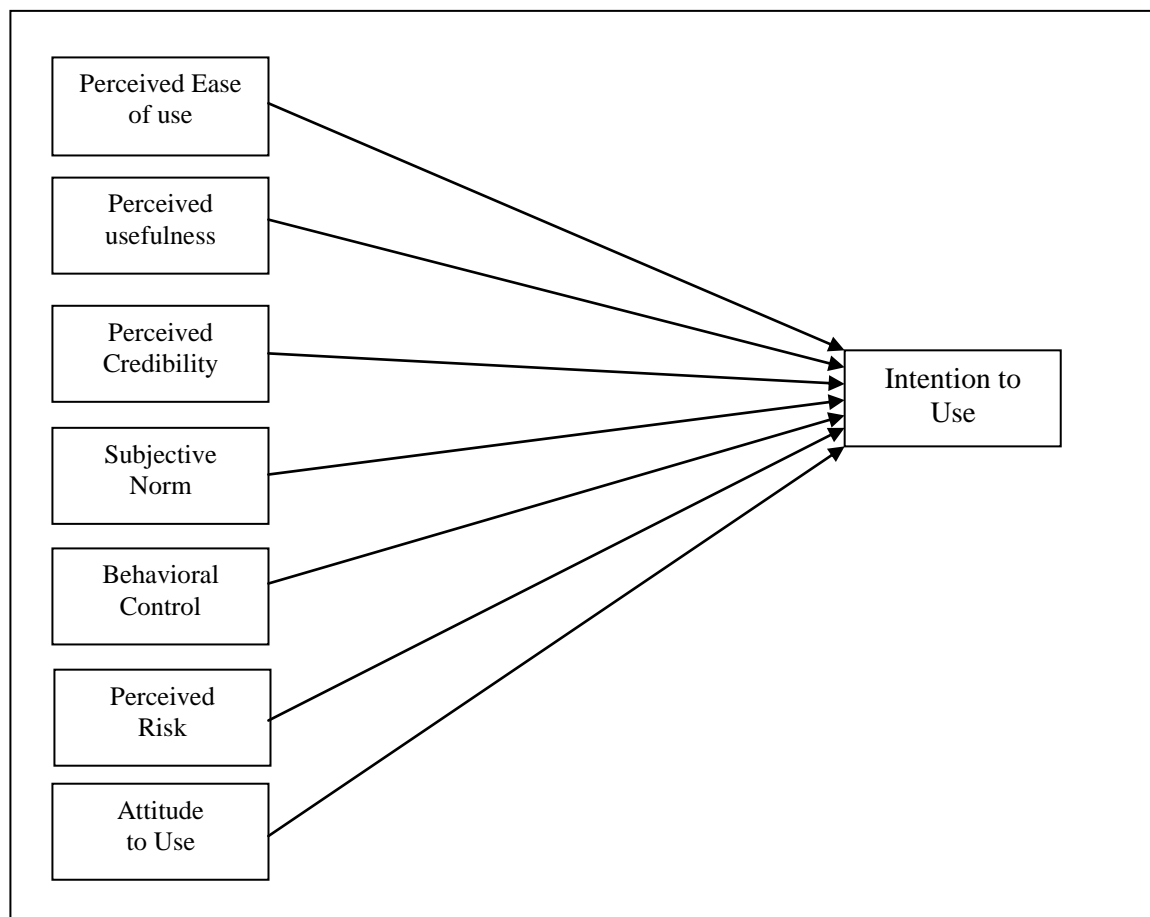 Perceived Ease
of use
Perceived
usefulness
Perceived
Credibility
Subjective
Norm
Behavioral
Control
Perceived
Risk
Attitude
to Use
Intention to
Use